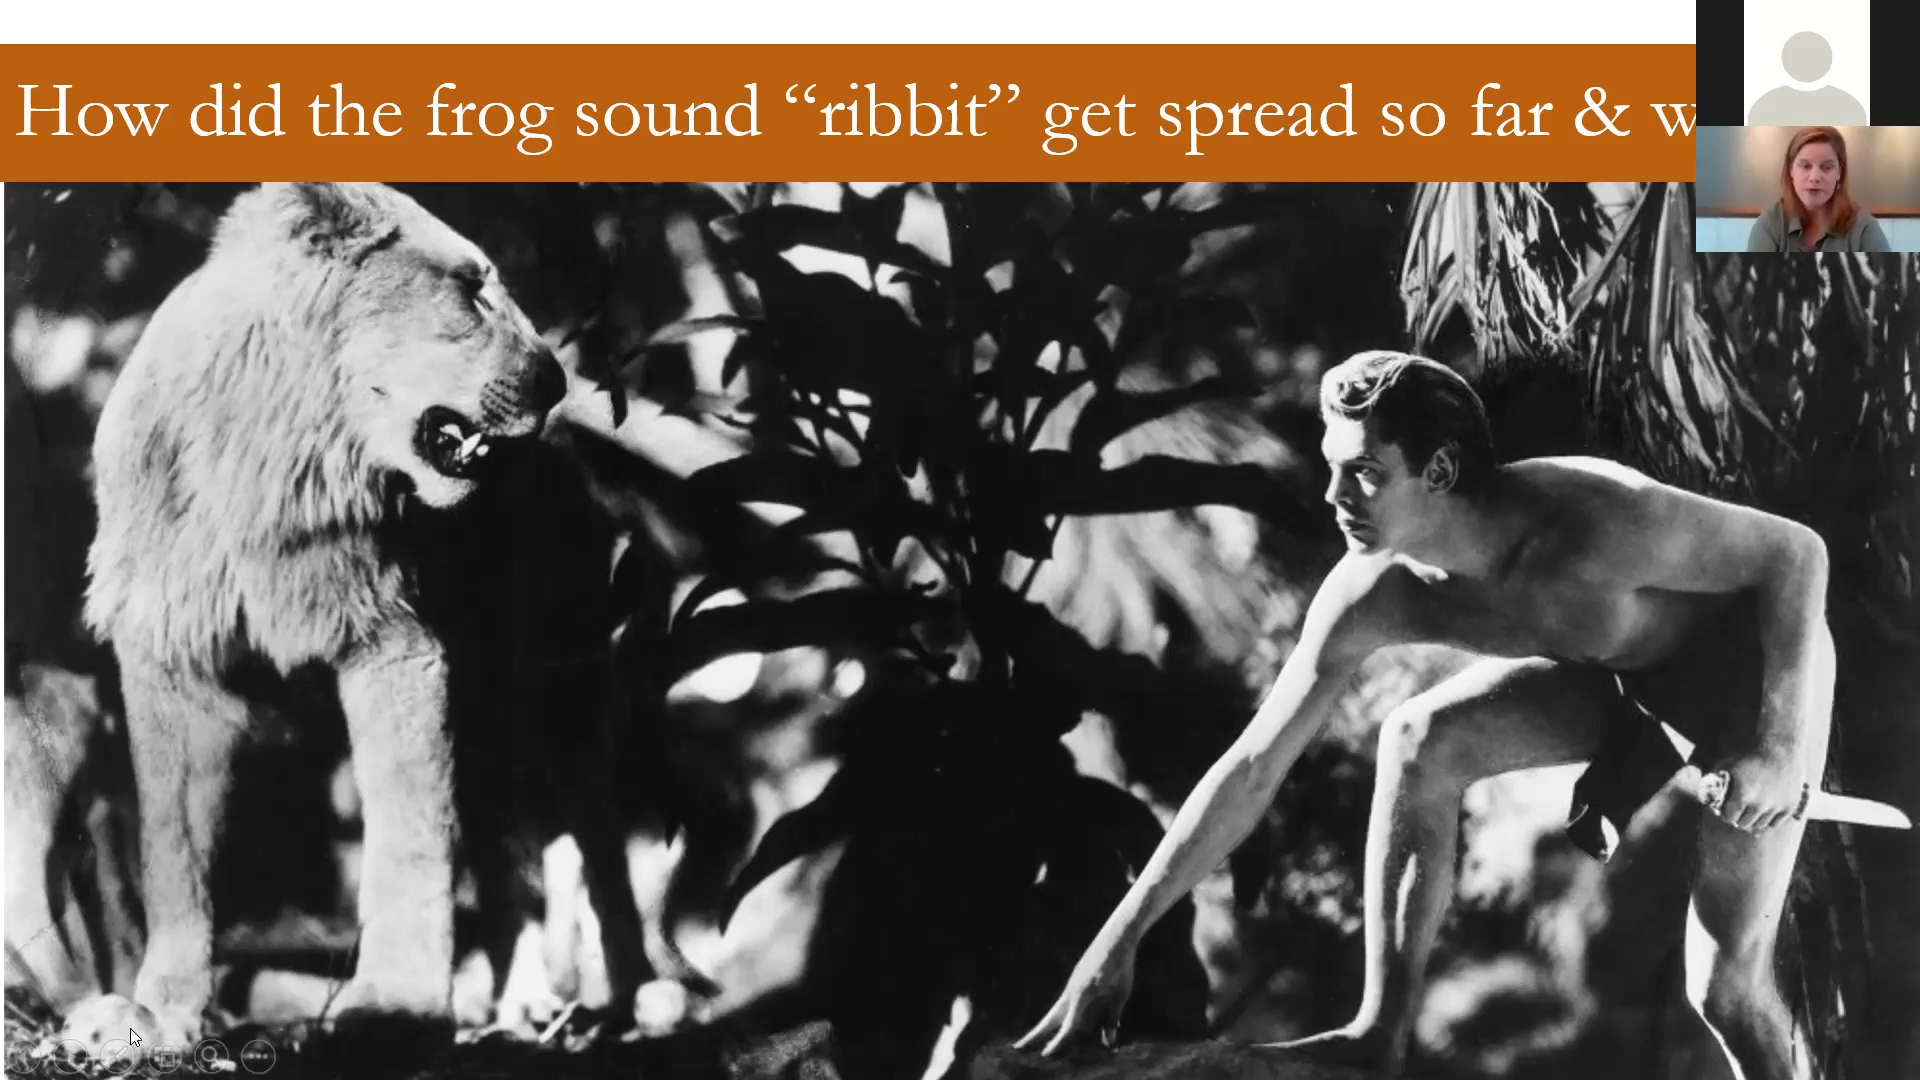 How did the frog sound “ribbit” get spread so far & w